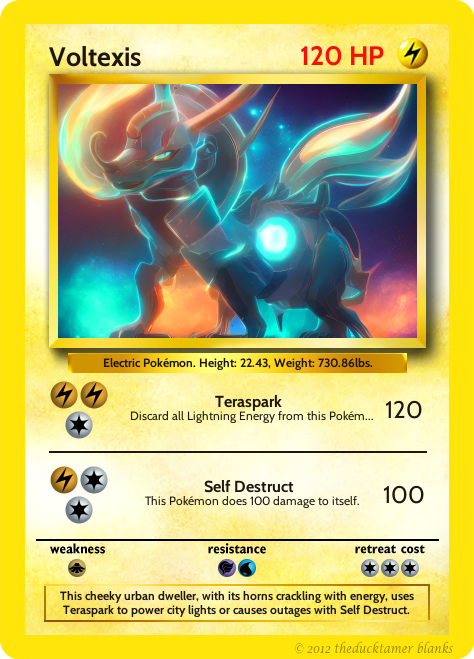 Voltexis 120 HP
Electric Pokémon. Height: 22.43, Weight: 730.86lbs.
Teraspark
Discard all Lightning Energy from this Pokém... 120
Self Destruct
This Pokémon does 100 damage to itself. 100
weakness resistance retreat cost
This cheeky urban dweller, with its horns crackling with energy, uses
Teraspark to power city lights or causes outages with Self Destruct.
© 2012 theducktamer blanks